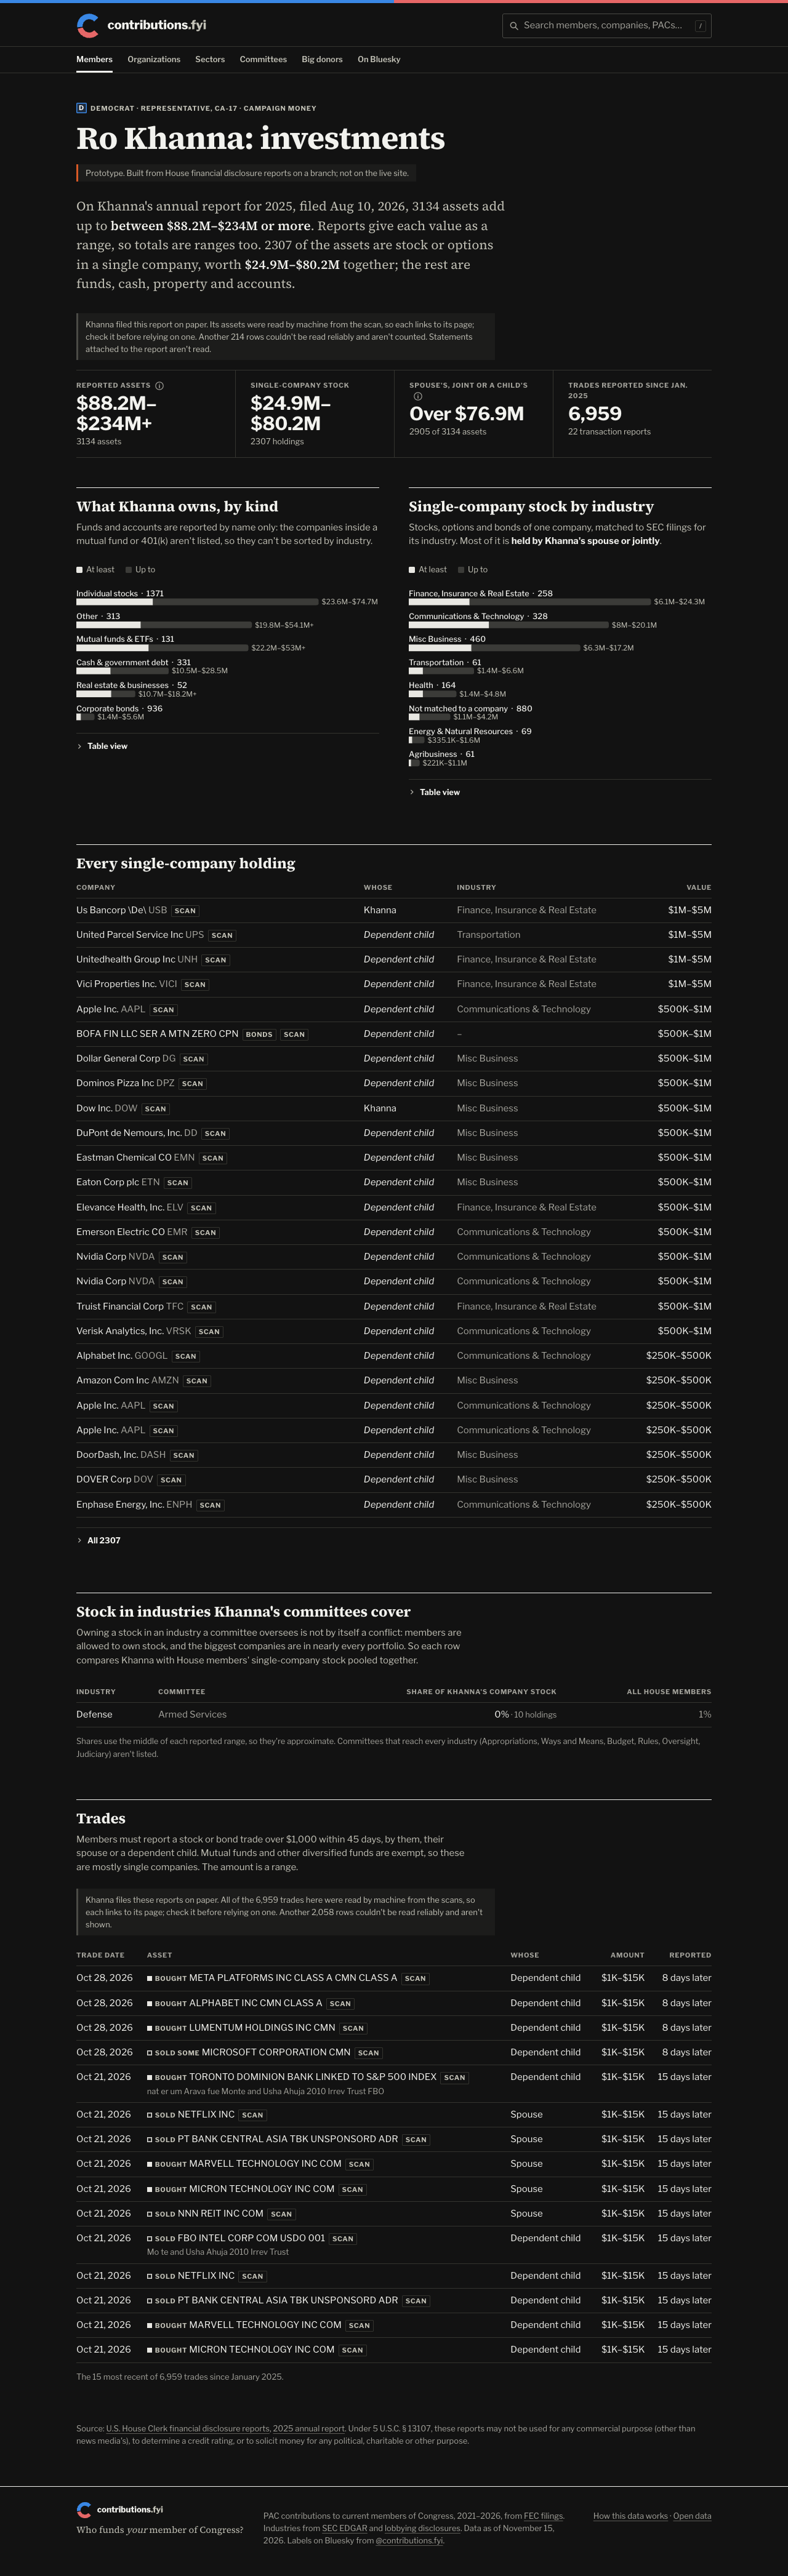 contributions.fyi
Search members, companies, PACs... /
Members Organizations Sectors Committees Big donors On Bluesky
D DEMOCRAT · REPRESENTATIVE, CA-17 · CAMPAIGN MONEY
Ro Khanna: investments
Prototype. Built from House financial disclosure reports on a branch; not on the live site.
On Khanna's annual report for 2025, filed Aug 10, 2026, 3134 assets add
up to between $88.2M–$234M or more. Reports give each value as a
range, so totals are ranges too. 2307 of the assets are stock or options
in a single company, worth $24.9M–$80.2M together; the rest are
funds, cash, property and accounts.
Khanna filed this report on paper. Its assets were read by machine from the scan, so each links to its page;
check it before relying on one. Another 214 rows couldn't be read reliably and aren't counted. Statements
attached to the report aren't read.
REPORTED ASSETS
$88.2M–
$234M+
3134 assets
SINGLE-COMPANY STOCK
$24.9M–
$80.2M
2307 holdings
SPOUSE'S, JOINT OR A CHILD'S
Over $76.9M
2905 of 3134 assets
TRADES REPORTED SINCE JAN.
2025
6,959
22 transaction reports
What Khanna owns, by kind
Funds and accounts are reported by name only: the companies inside a
mutual fund or 401(k) aren't listed, so they can't be sorted by industry.
At least Up to
Individual stocks · 1371
$23.6M–$74.7M
Other · 313
$19.8M–$54.1M+
Mutual funds & ETFs · 131
$22.2M–$53M+
Cash & government debt · 331
$10.5M–$28.5M
Real estate & businesses · 52
$10.7M–$18.2M+
Corporate bonds · 936
$1.4M–$5.6M
Table view
Single-company stock by industry
Stocks, options and bonds of one company, matched to SEC filings for
its industry. Most of it is held by Khanna's spouse or jointly.
At least Up to
Finance, Insurance & Real Estate · 258
$6.1M–$24.3M
Communications & Technology · 328
$8M–$20.1M
Misc Business · 460
$6.3M–$17.2M
Transportation · 61
$1.4M–$6.6M
Health · 164
$1.4M–$4.8M
Not matched to a company · 880
$1.1M–$4.2M
Energy & Natural Resources · 69
$335.1K–$1.6M
Agribusiness · 61
$221K–$1.1M
Table view
Every single-company holding
COMPANY WHOSE INDUSTRY VALUE
Us Bancorp \De\ USB SCAN Khanna Finance, Insurance & Real Estate $1M–$5M
United Parcel Service Inc UPS SCAN Dependent child Transportation $1M–$5M
Unitedhealth Group Inc UNH SCAN Dependent child Finance, Insurance & Real Estate $1M–$5M
Vici Properties Inc. VICI SCAN Dependent child Finance, Insurance & Real Estate $1M–$5M
Apple Inc. AAPL SCAN Dependent child Communications & Technology $500K–$1M
BOFA FIN LLC SER A MTN ZERO CPN BONDS SCAN Dependent child – $500K–$1M
Dollar General Corp DG SCAN Dependent child Misc Business $500K–$1M
Dominos Pizza Inc DPZ SCAN Dependent child Misc Business $500K–$1M
Dow Inc. DOW SCAN Khanna Misc Business $500K–$1M
DuPont de Nemours, Inc. DD SCAN Dependent child Misc Business $500K–$1M
Eastman Chemical CO EMN SCAN Dependent child Misc Business $500K–$1M
Eaton Corp plc ETN SCAN Dependent child Misc Business $500K–$1M
Elevance Health, Inc. ELV SCAN Dependent child Finance, Insurance & Real Estate $500K–$1M
Emerson Electric CO EMR SCAN Dependent child Communications & Technology $500K–$1M
Nvidia Corp NVDA SCAN Dependent child Communications & Technology $500K–$1M
Nvidia Corp NVDA SCAN Dependent child Communications & Technology $500K–$1M
Truist Financial Corp TFC SCAN Dependent child Finance, Insurance & Real Estate $500K–$1M
Verisk Analytics, Inc. VRSK SCAN Dependent child Communications & Technology $500K–$1M
Alphabet Inc. GOOGL SCAN Dependent child Communications & Technology $250K–$500K
Amazon Com Inc AMZN SCAN Dependent child Misc Business $250K–$500K
Apple Inc. AAPL SCAN Dependent child Communications & Technology $250K–$500K
Apple Inc. AAPL SCAN Dependent child Communications & Technology $250K–$500K
DoorDash, Inc. DASH SCAN Dependent child Misc Business $250K–$500K
DOVER Corp DOV SCAN Dependent child Misc Business $250K–$500K
Enphase Energy, Inc. ENPH SCAN Dependent child Communications & Technology $250K–$500K
All 2307
Stock in industries Khanna's committees cover
Owning a stock in an industry a committee oversees is not by itself a conflict: members are
allowed to own stock, and the biggest companies are in nearly every portfolio. So each row
compares Khanna with House members' single-company stock pooled together.
INDUSTRY COMMITTEE SHARE OF KHANNA'S COMPANY STOCK ALL HOUSE MEMBERS
Defense Armed Services 0% · 10 holdings 1%
Shares use the middle of each reported range, so they're approximate. Committees that reach every industry (Appropriations, Ways and Means, Budget, Rules, Oversight,
Judiciary) aren't listed.
Trades
Members must report a stock or bond trade over $1,000 within 45 days, by them, their
spouse or a dependent child. Mutual funds and other diversified funds are exempt, so these
are mostly single companies. The amount is a range.
Khanna files these reports on paper. All of the 6,959 trades here were read by machine from the scans, so
each links to its page; check it before relying on one. Another 2,058 rows couldn't be read reliably and aren't
shown.
TRADE DATE ASSET WHOSE AMOUNT REPORTED
Oct 28, 2026 BOUGHT META PLATFORMS INC CLASS A CMN CLASS A SCAN Dependent child $1K–$15K 8 days later
Oct 28, 2026 BOUGHT ALPHABET INC CMN CLASS A SCAN Dependent child $1K–$15K 8 days later
Oct 28, 2026 BOUGHT LUMENTUM HOLDINGS INC CMN SCAN Dependent child $1K–$15K 8 days later
Oct 28, 2026 SOLD SOME MICROSOFT CORPORATION CMN SCAN Dependent child $1K–$15K 8 days later
Oct 21, 2026 BOUGHT TORONTO DOMINION BANK LINKED TO S&P 500 INDEX SCAN Dependent child $1K–$15K 15 days later
nat er um Arava fue Monte and Usha Ahuja 2010 Irrev Trust FBO
Oct 21, 2026 SOLD NETFLIX INC SCAN Spouse $1K–$15K 15 days later
Oct 21, 2026 SOLD PT BANK CENTRAL ASIA TBK UNSPONSORD ADR SCAN Spouse $1K–$15K 15 days later
Oct 21, 2026 BOUGHT MARVELL TECHNOLOGY INC COM SCAN Spouse $1K–$15K 15 days later
Oct 21, 2026 BOUGHT MICRON TECHNOLOGY INC COM SCAN Spouse $1K–$15K 15 days later
Oct 21, 2026 SOLD NNN REIT INC COM SCAN Spouse $1K–$15K 15 days later
Oct 21, 2026 SOLD FBO INTEL CORP COM USDO 001 SCAN Dependent child $1K–$15K 15 days later
Mo te and Usha Ahuja 2010 Irrev Trust
Oct 21, 2026 SOLD NETFLIX INC SCAN Dependent child $1K–$15K 15 days later
Oct 21, 2026 SOLD PT BANK CENTRAL ASIA TBK UNSPONSORD ADR SCAN Dependent child $1K–$15K 15 days later
Oct 21, 2026 BOUGHT MARVELL TECHNOLOGY INC COM SCAN Dependent child $1K–$15K 15 days later
Oct 21, 2026 BOUGHT MICRON TECHNOLOGY INC COM SCAN Dependent child $1K–$15K 15 days later
The 15 most recent of 6,959 trades since January 2025.
Source: U.S. House Clerk financial disclosure reports, 2025 annual report. Under 5 U.S.C. § 13107, these reports may not be used for any commercial purpose (other than
news media's), to determine a credit rating, or to solicit money for any political, charitable or other purpose.
contributions.fyi
Who funds your member of Congress?
PAC contributions to current members of Congress, 2021–2026, from FEC filings.
Industries from SEC EDGAR and lobbying disclosures. Data as of November 15,
2026. Labels on Bluesky from @contributions.fyi.
How this data works · Open data